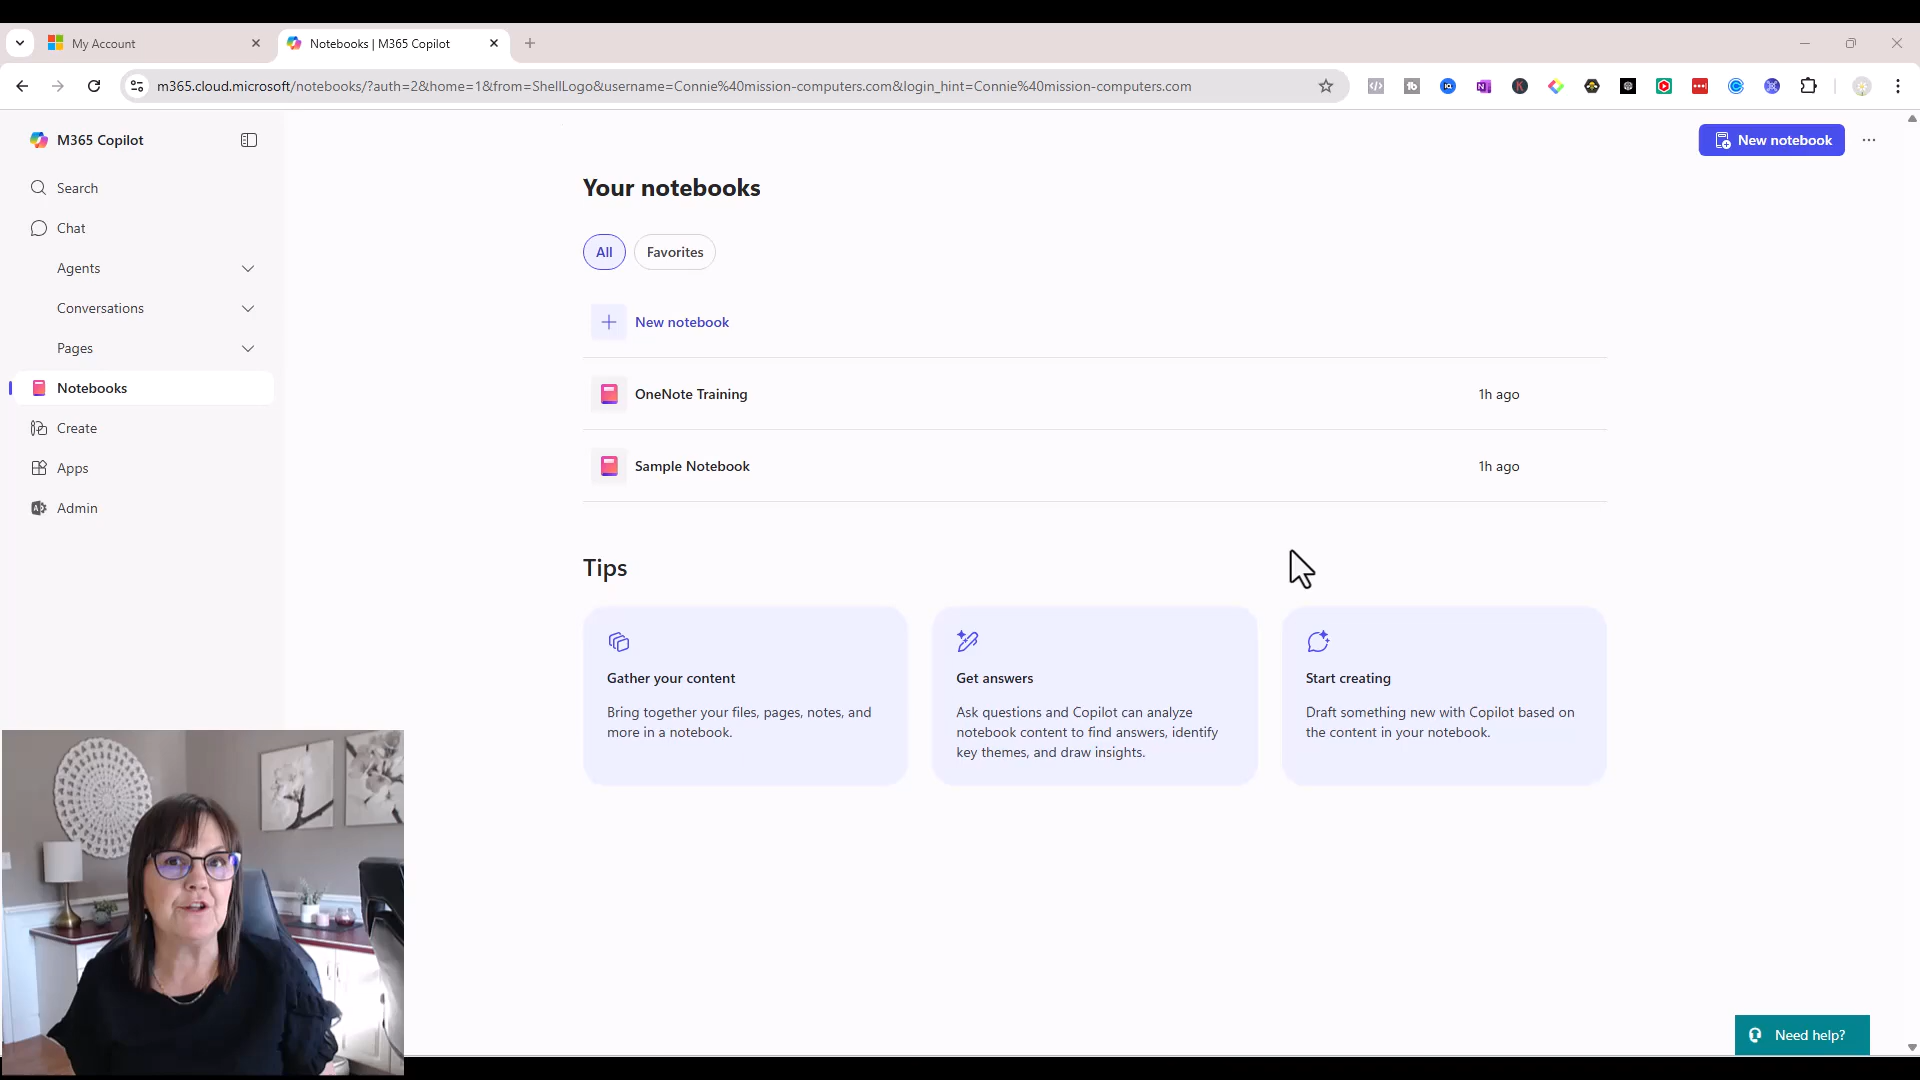 My Account
Notebooks | M365 Copilot
m365.cloud.microsoft/notebooks/?auth=2&home=1&from=ShellLogo&username=Connie%40mission-computers.com&login_hint=Connie%40mission-computers.com
M365 Copilot
New notebook
Search
Your notebooks
Chat
All
Favorites
Agents
Conversations
New notebook
Pages
Notebooks
OneNote Training
1h ago
Create
Apps
Sample Notebook
1h ago
Admin
Tips
Gather your content
Bring together your files, pages, notes, and
more in a notebook.
Get answers
Ask questions and Copilot can analyze
notebook content to find answers, identify
key themes, and draw insights.
Start creating
Draft something new with Copilot based on
the content in your notebook.
Need help?